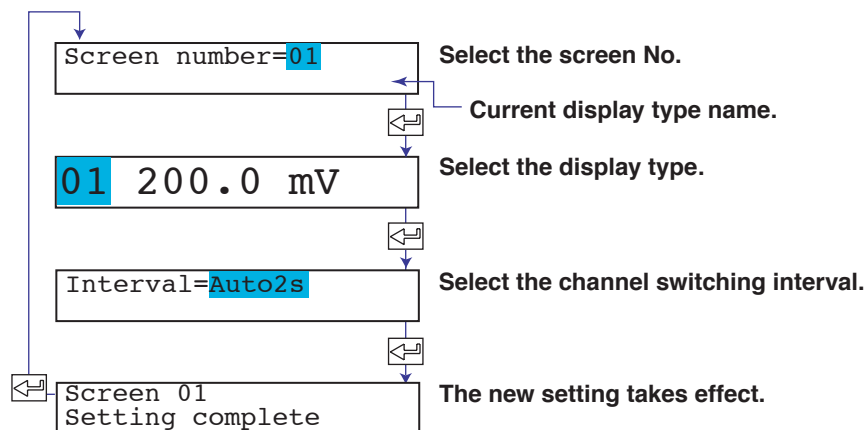 Screen number=01
Select the screen No.
Current display type name.
01 200.0 mV
Select the display type.
Interval=Auto2s
Select the channel switching interval.
Screen 01
Setting complete
The new setting takes effect.